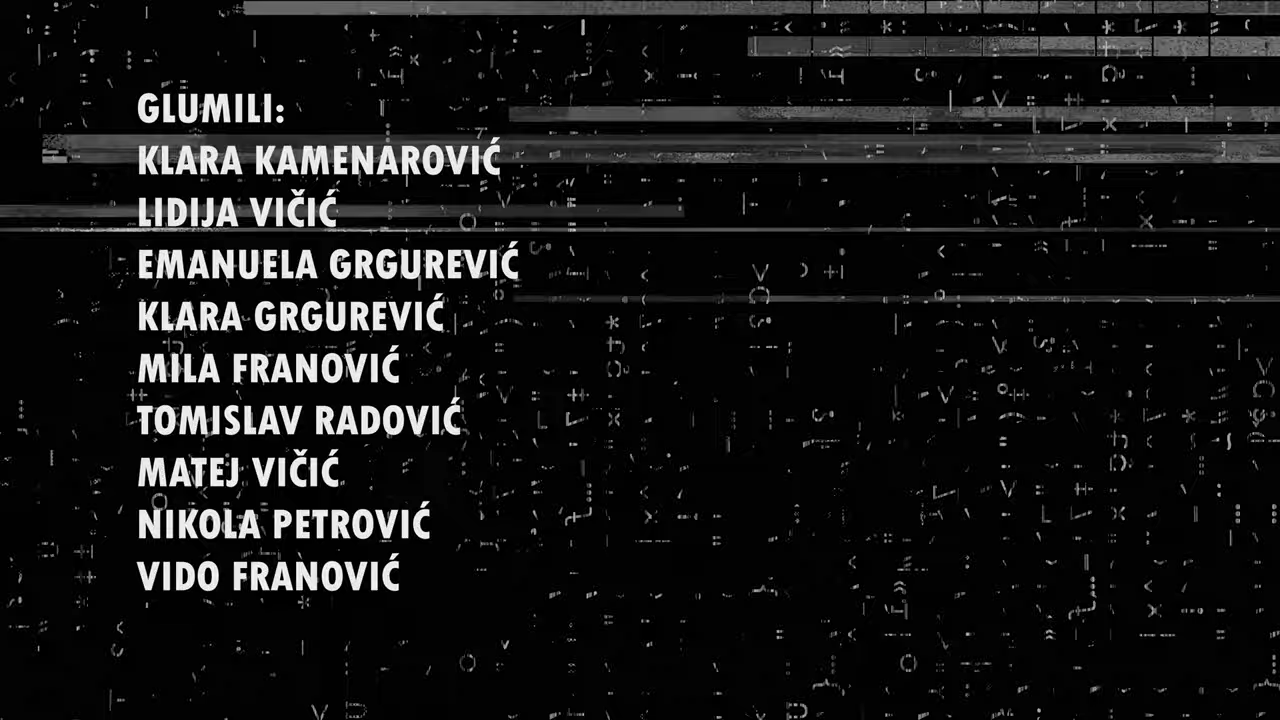 GLUMILI:
KLARA KAMENAROVIĆ
LIDIJA VIČIĆ
EMANUELA GRGUREVIĆ
KLARA GRGUREVIĆ
MILA FRANOVIĆ
TOMISLAV RADOVIĆ
MATEJ VIČIĆ
NIKOLA PETROVIĆ
VIDO FRANOVIĆ